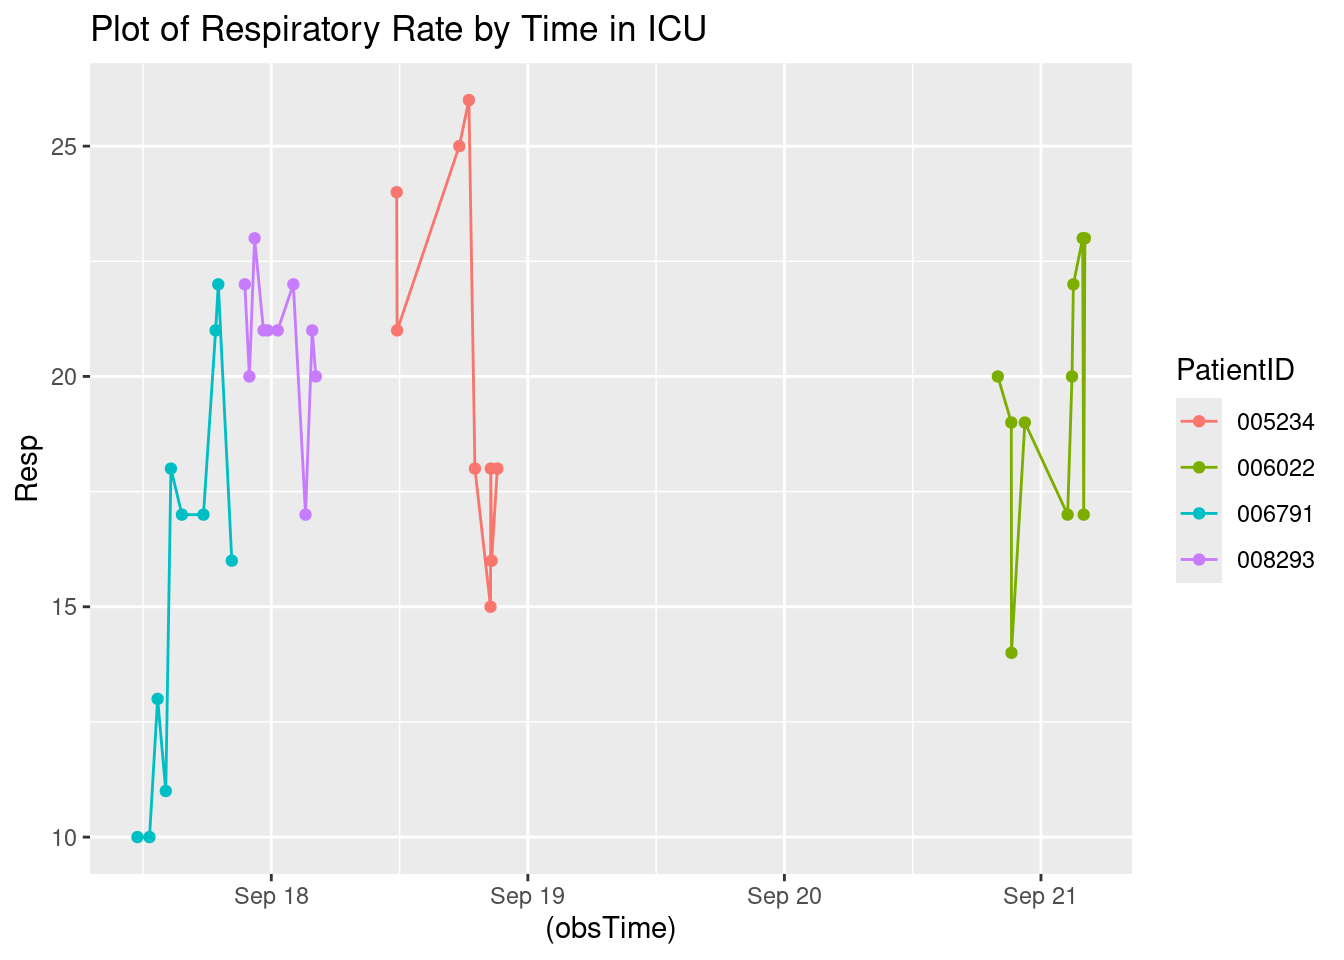 Plot of Respiratory Rate by Time in ICU
25
20
15
10
Resp
Sep 18
Sep 19
Sep 20
Sep 21
(obsTime)
PatientID
005234
006022
006791
008293